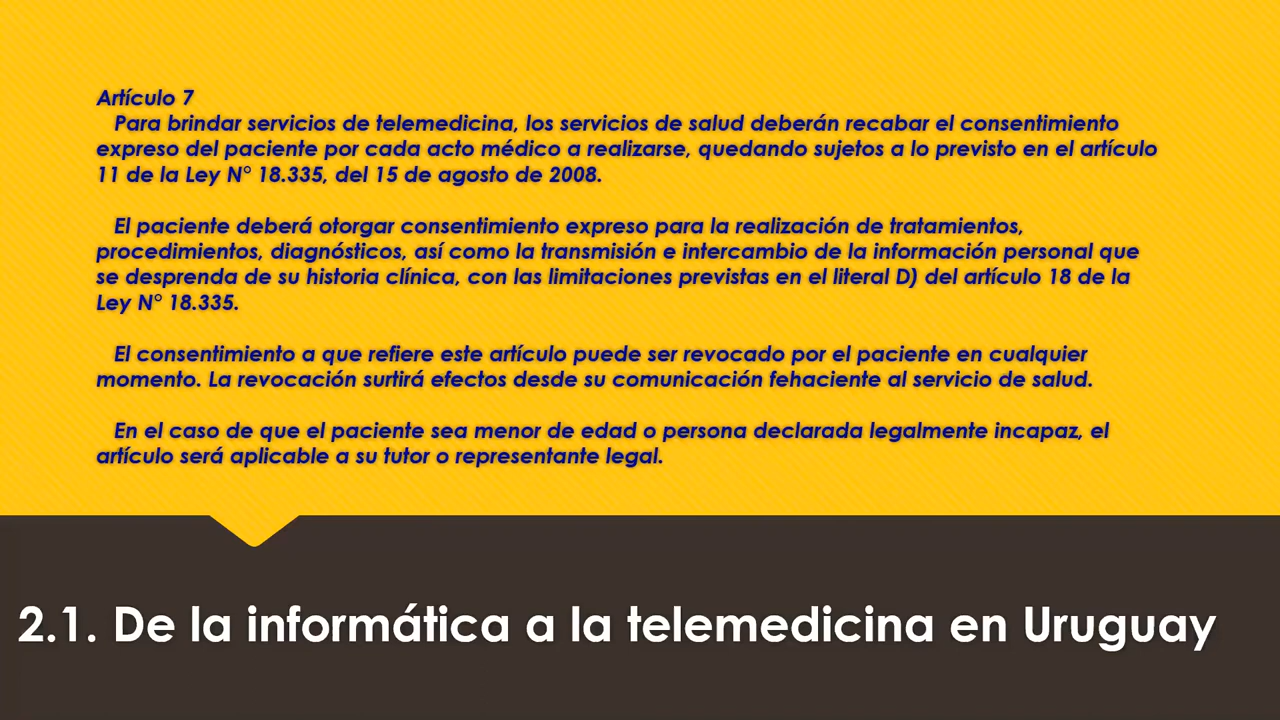 Artículo 7
Para brindar servicios de telemedicina, los servicios de salud deberán recabar el consentimiento
expreso del paciente por cada acto médico a realizarse, quedando sujetos a lo previsto en el artículo
11 de la Ley N° 18.335, del 15 de agosto de 2008.
El paciente deberá otorgar consentimiento expreso para la realización de tratamientos,
procedimientos, diagnósticos, así como la transmisión e intercambio de la información personal que
se desprenda de su historia clínica, con las limitaciones previstas en el literal D) del artículo 18 de la
Ley N° 18.335.
El consentimiento a que refiere este artículo puede ser revocado por el paciente en cualquier
momento. La revocación surtirá efectos desde su comunicación fehaciente al servicio de salud.
En el caso de que el paciente sea menor de edad o persona declarada legalmente incapaz, el
artículo será aplicable a su tutor o representante legal.
2.1. De la informática a la telemedicina en Uruguay